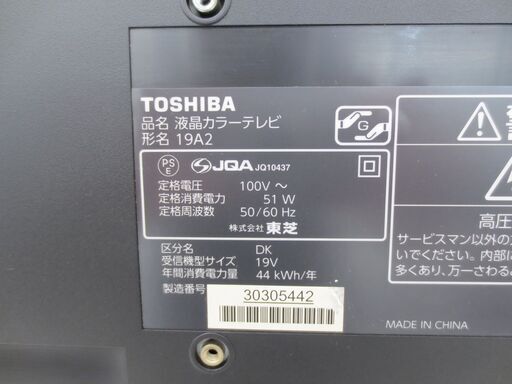 TOSHIBA
品名 液晶カラーテレビ
形名 19A2
G
PS
E
JQA JQ10437
定格電圧 100V ～
定格消費電力 51 W
定格周波数 50/60 Hz
株式会社 東芝
区分名 DK
受信機型サイズ 19V
年間消費電力量 44 kWh/年
製造番号
30305442
高圧
サービスマン以外の
いでください。内部に
多くあり、万一さわる
MADE IN CHINA